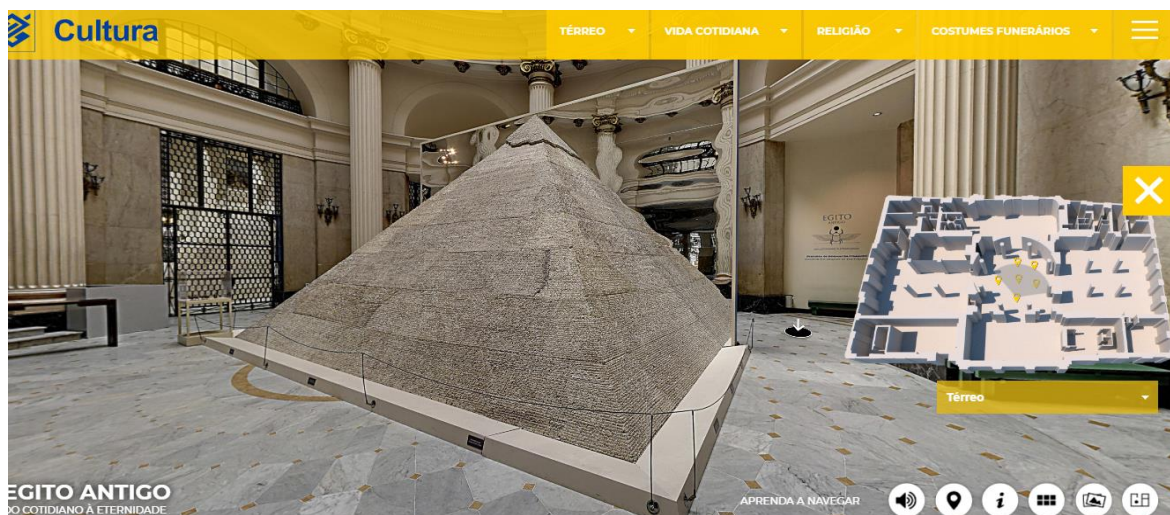 Cultura
TÉRREO
VIDA COTIDIANA
RELIGIÃO
COSTUMES FUNERÁRIOS
EGITO
Térreo
EGITO ANTIGO
DO COTIDIANO À ETERNIDADE
APRENDA A NAVEGAR
i